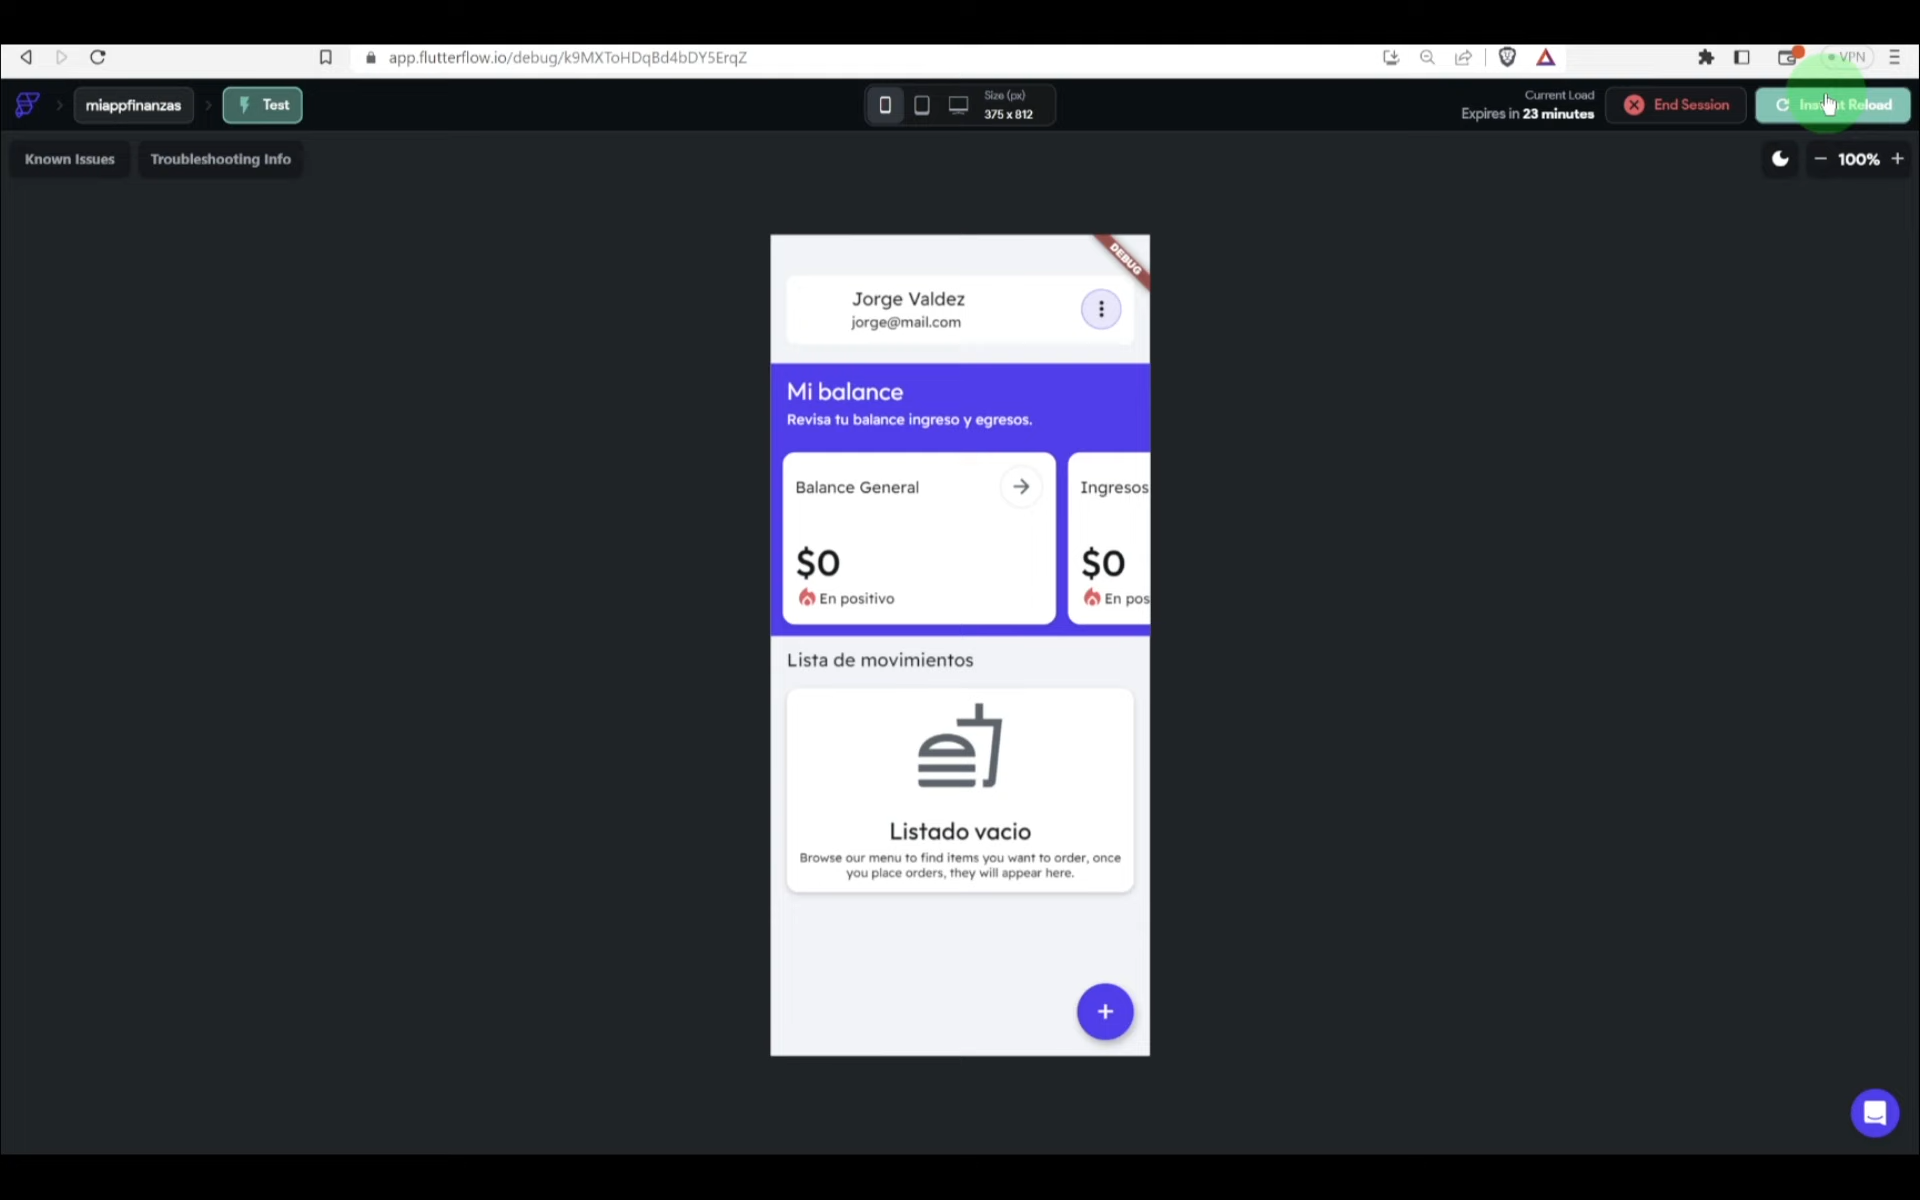 app.flutterflow.io/debug/k9MXToHDqBd4bDY5ErqZ
VPN
miappfinanzas
Test
Size (px)
375 x 812
Current Load
Expires in 23 minutes
End Session
Reload
Known Issues
Troubleshooting Info
100%
DEBUG
Jorge Valdez
jorge@mail.com
Mi balance
Revisa tu balance ingreso y egresos.
Balance General
Ingresos
$0
$0
En positivo
En pos
Lista de movimientos
Listado vacio
Browse our menu to find items you want to order, once
you place orders, they will appear here.